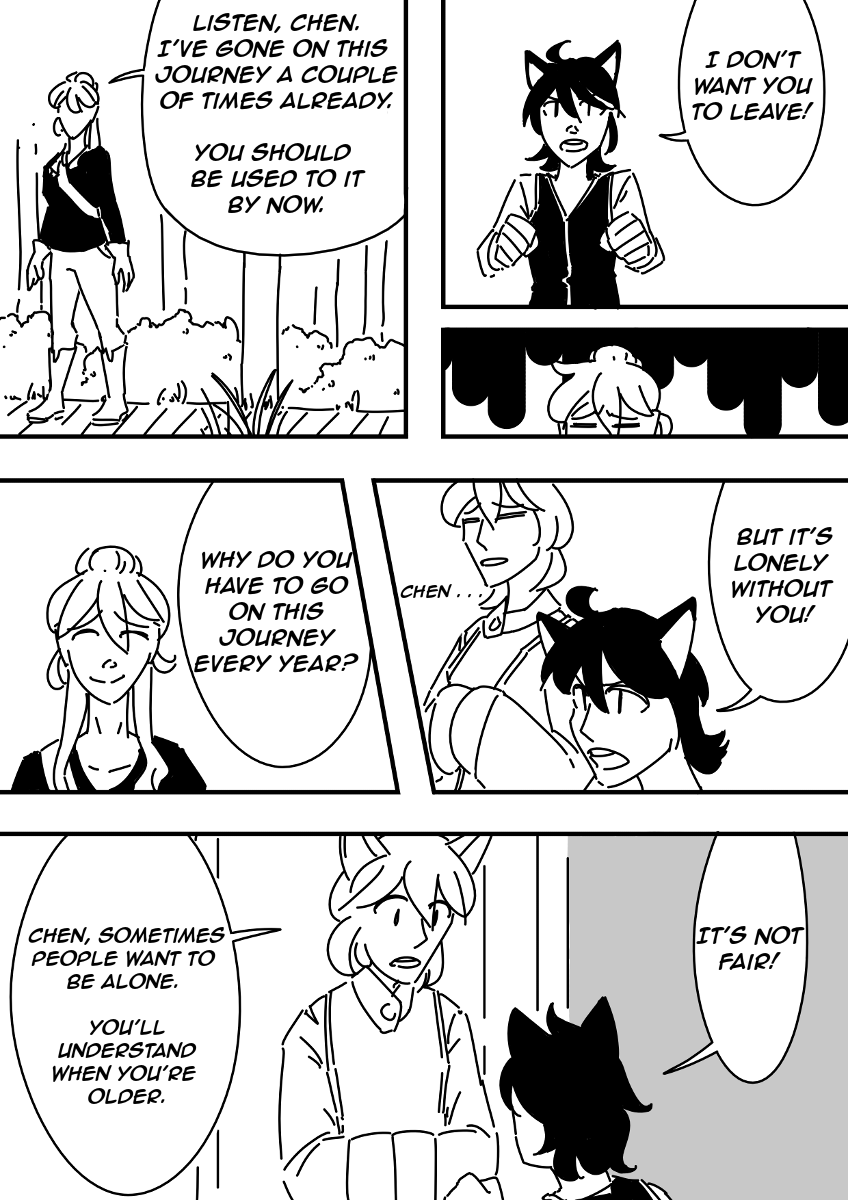 LISTEN, CHEN.
I'VE GONE ON THIS
JOURNEY A COUPLE
OF TIMES ALREADY.
YOU SHOULD
BE USED TO IT
BY NOW.
I DON'T
WANT YOU
TO LEAVE!
WHY DO YOU
HAVE TO GO
ON THIS
JOURNEY
EVERY YEAR?
CHEN . . .
BUT IT'S
LONELY
WITHOUT
YOU!
CHEN, SOMETIMES
PEOPLE WANT TO
BE ALONE.
YOU'LL
UNDERSTAND
WHEN YOU'RE
OLDER.
IT'S NOT
FAIR!